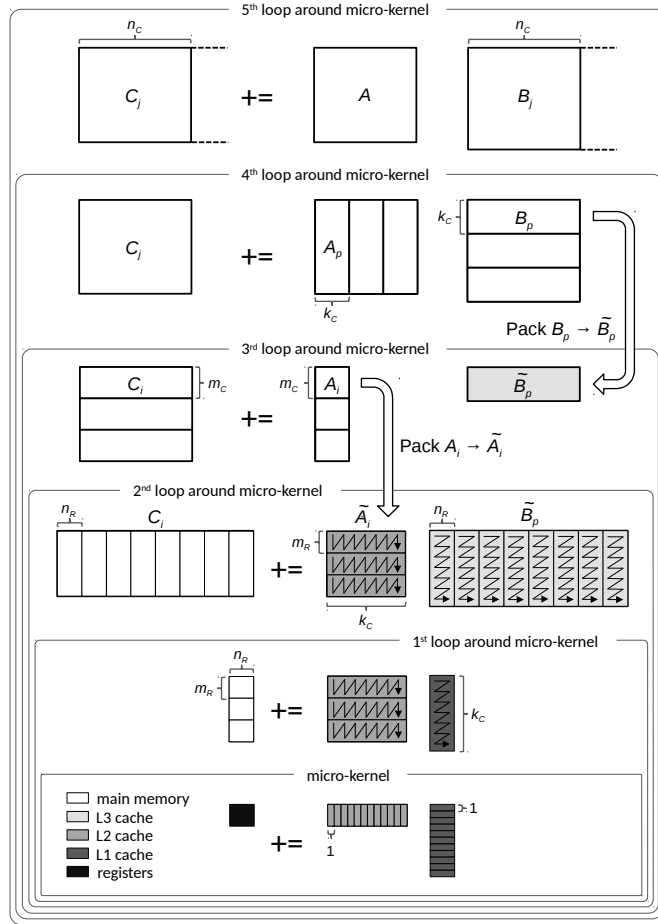 5th loop around micro-kernel
nC nC
Cj += A Bj
4th loop around micro-kernel
Cj += Ap kC Bp
kC
Pack Bp → B̃p
3rd loop around micro-kernel
Ci mC += mC Ai B̃p
Pack Ai → Ãi
2nd loop around micro-kernel
nR Ci Ãi nR B̃p
+= mR
kC
1st loop around micro-kernel
nR
mR += kC
micro-kernel
main memory
L3 cache
L2 cache
L1 cache
registers
+=
1
1